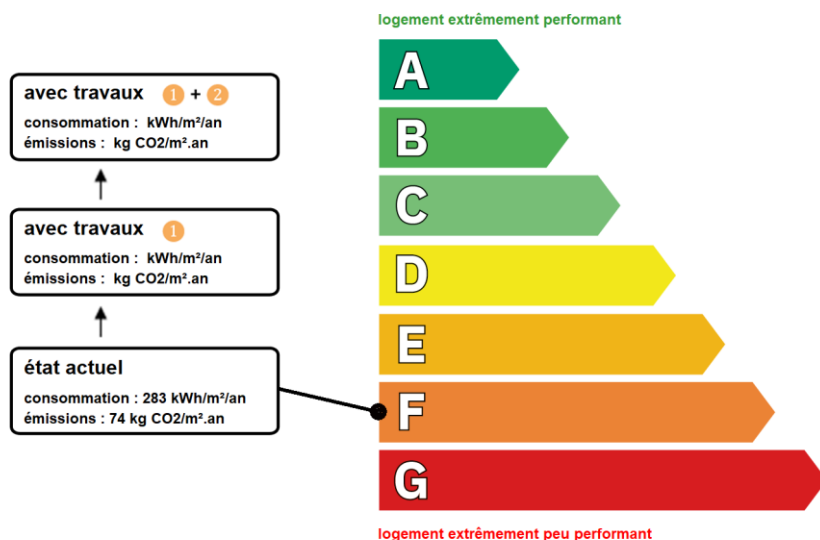 logement extrêmement performant
avec travaux 1 + 2
consommation : kWh/m²/an
émissions : kg CO2/m².an
avec travaux 1
consommation : kWh/m²/an
émissions : kg CO2/m².an
état actuel
consommation : 283 kWh/m²/an
émissions : 74 kg CO2/m².an
A
B
C
D
E
F
G
logement extrêmement peu performant